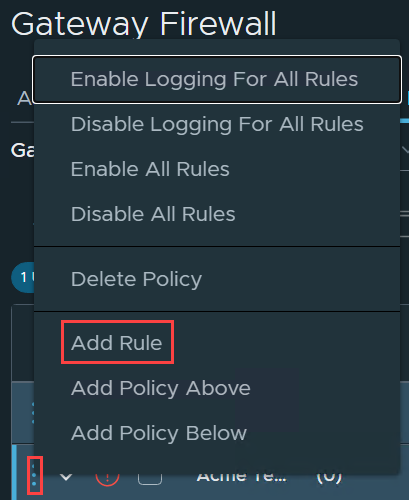 Gateway Firewall
Enable Logging For All Rules
A
Disable Logging For All Rules
Ga
Enable All Rules
Disable All Rules
1 U
Delete Policy
Add Rule
Add Policy Above
Add Policy Below
Acme Te... (0)